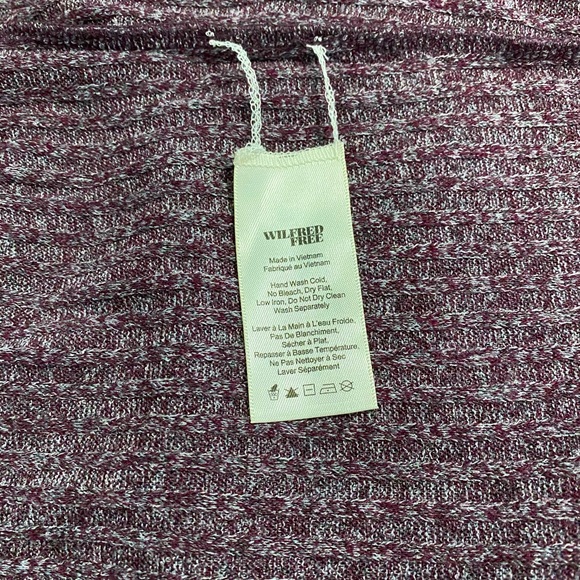 WILFRED
FREE
Made in Vietnam
Fabriqué au Vietnam
Hand Wash Cold,
No Bleach, Dry Flat,
Low Iron, Do Not Dry Clean
Wash Separately
Laver à La Main à L'eau Froide,
Pas De Blanchiment,
Sécher à Plat,
Repasser à Basse Température,
Ne Pas Nettoyer à Sec
Laver Séparément